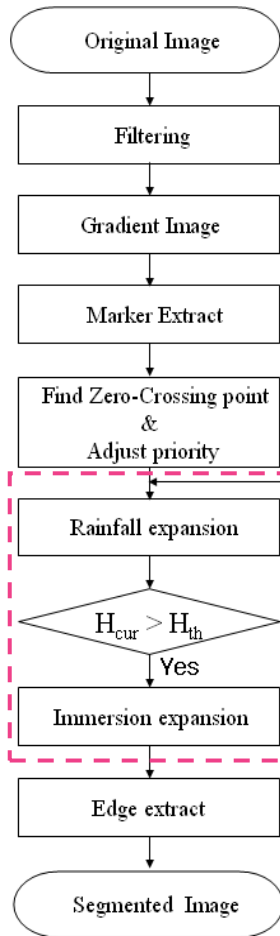 Original Image
Filtering
Gradient Image
Marker Extract
Find Zero-Crossing point
&
Adjust priority
Rainfall expansion
Hcur > Hth
Yes
Immersion expansion
Edge extract
Segmented Image